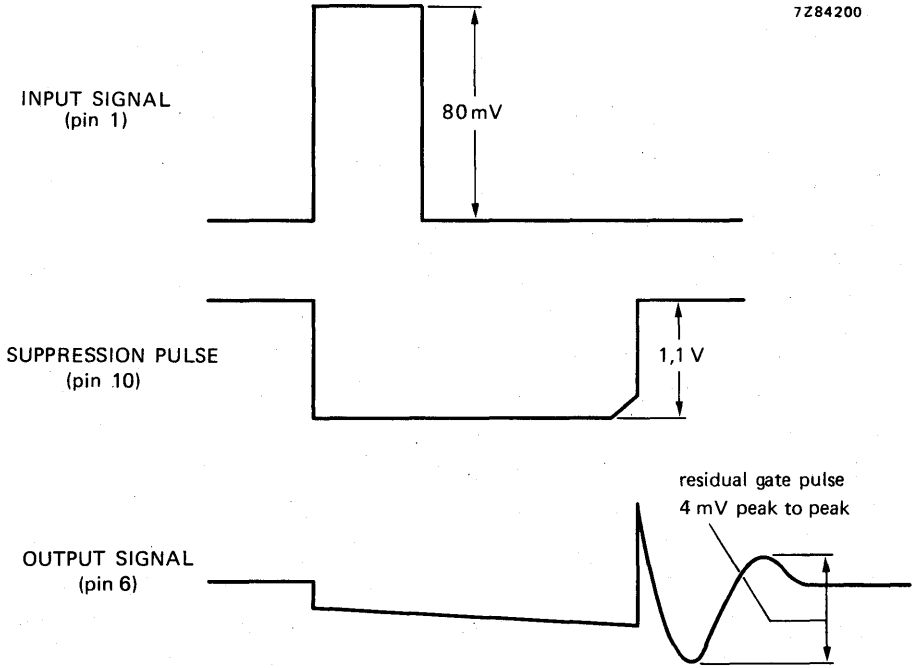 7Z84200
INPUT SIGNAL
(pin 1)
80 mV
SUPPRESSION PULSE
(pin 10)
1,1 V
residual gate pulse
4 mV peak to peak
OUTPUT SIGNAL
(pin 6)